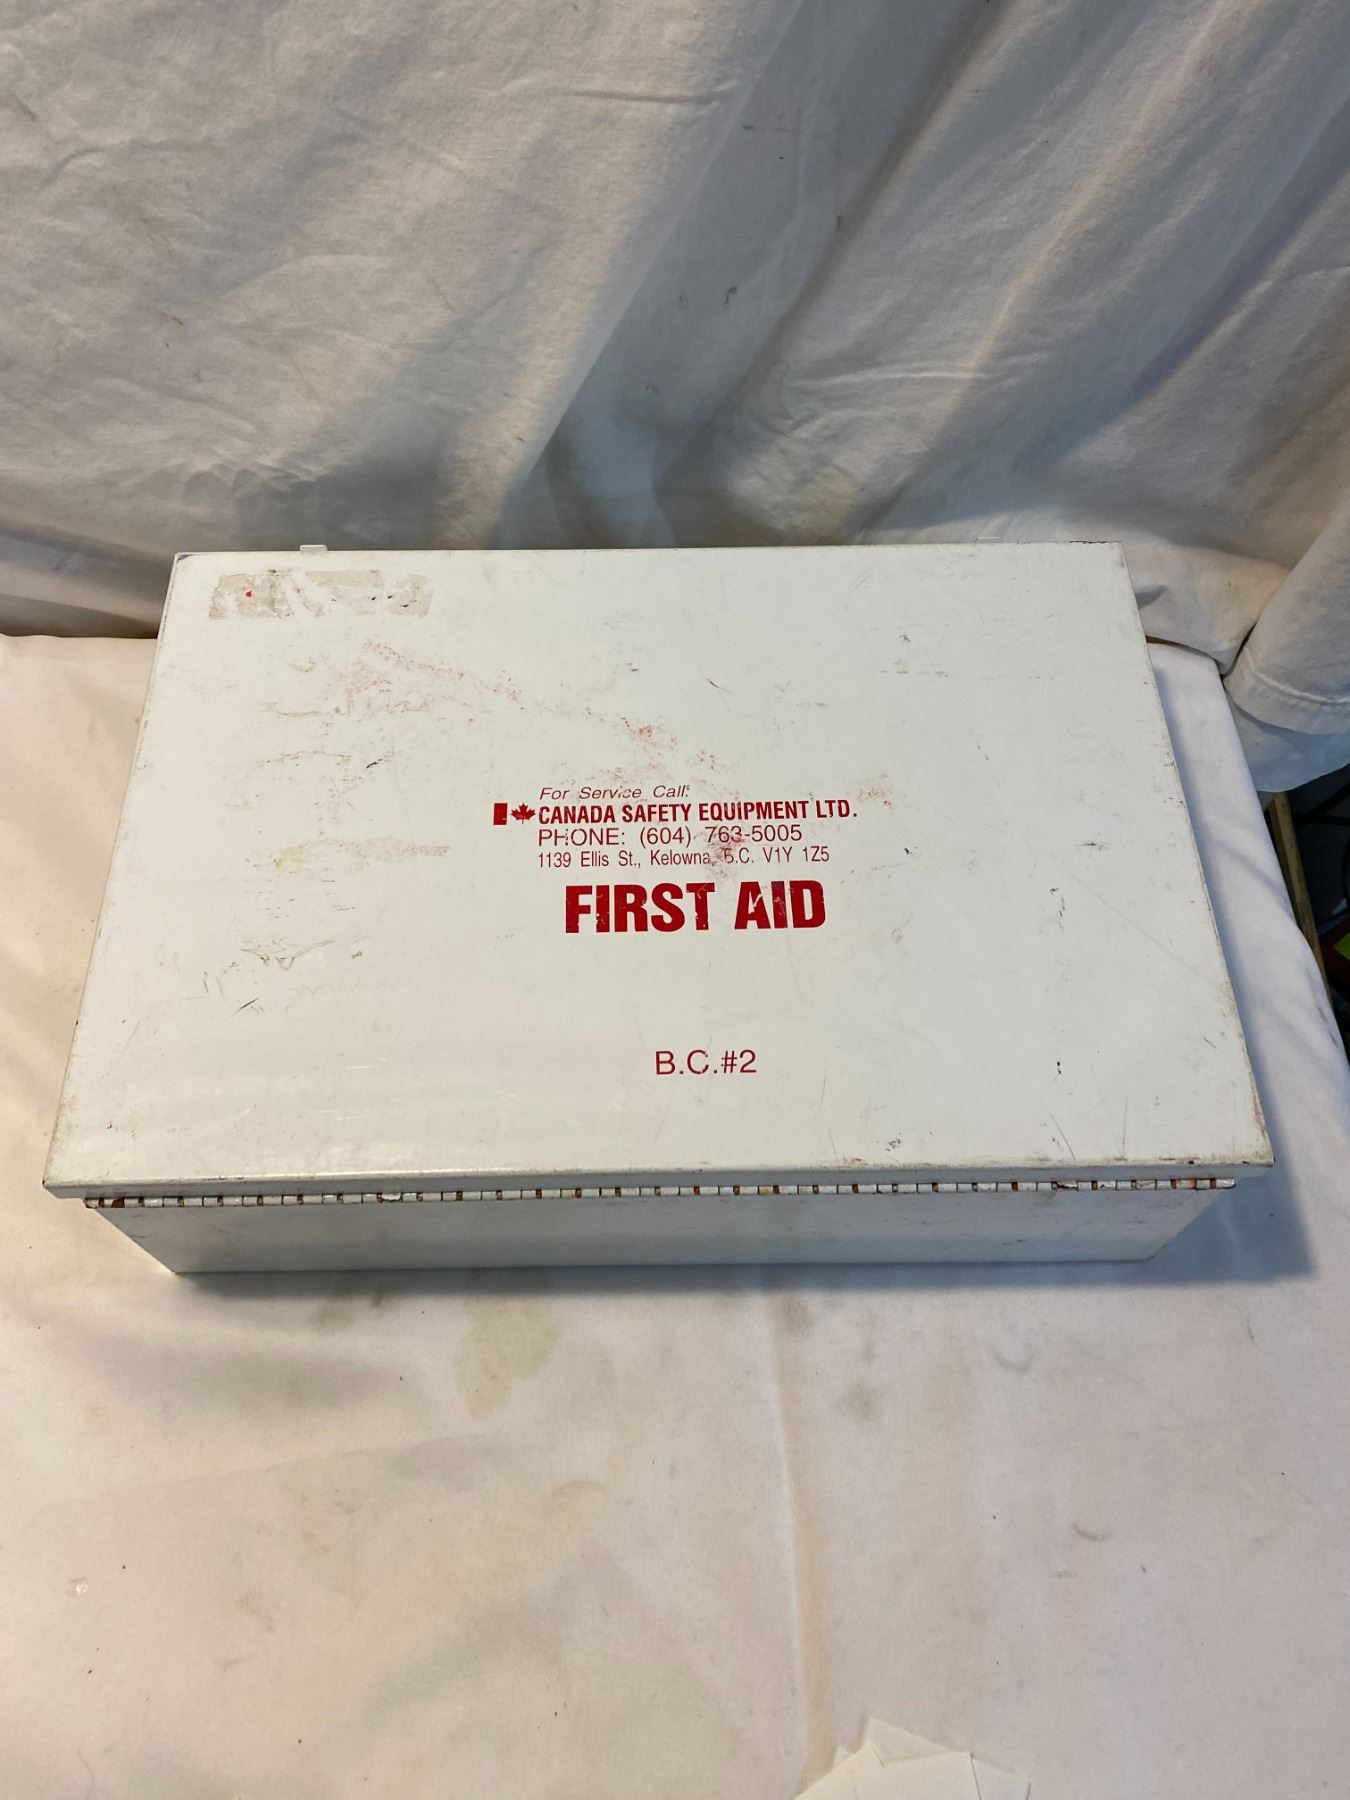 For Service Call:
CANADA SAFETY EQUIPMENT LTD.
PHONE: (604) 763-5005
1139 Ellis St., Kelowna, B.C. V1Y 1Z5
FIRST AID
B.C.#2